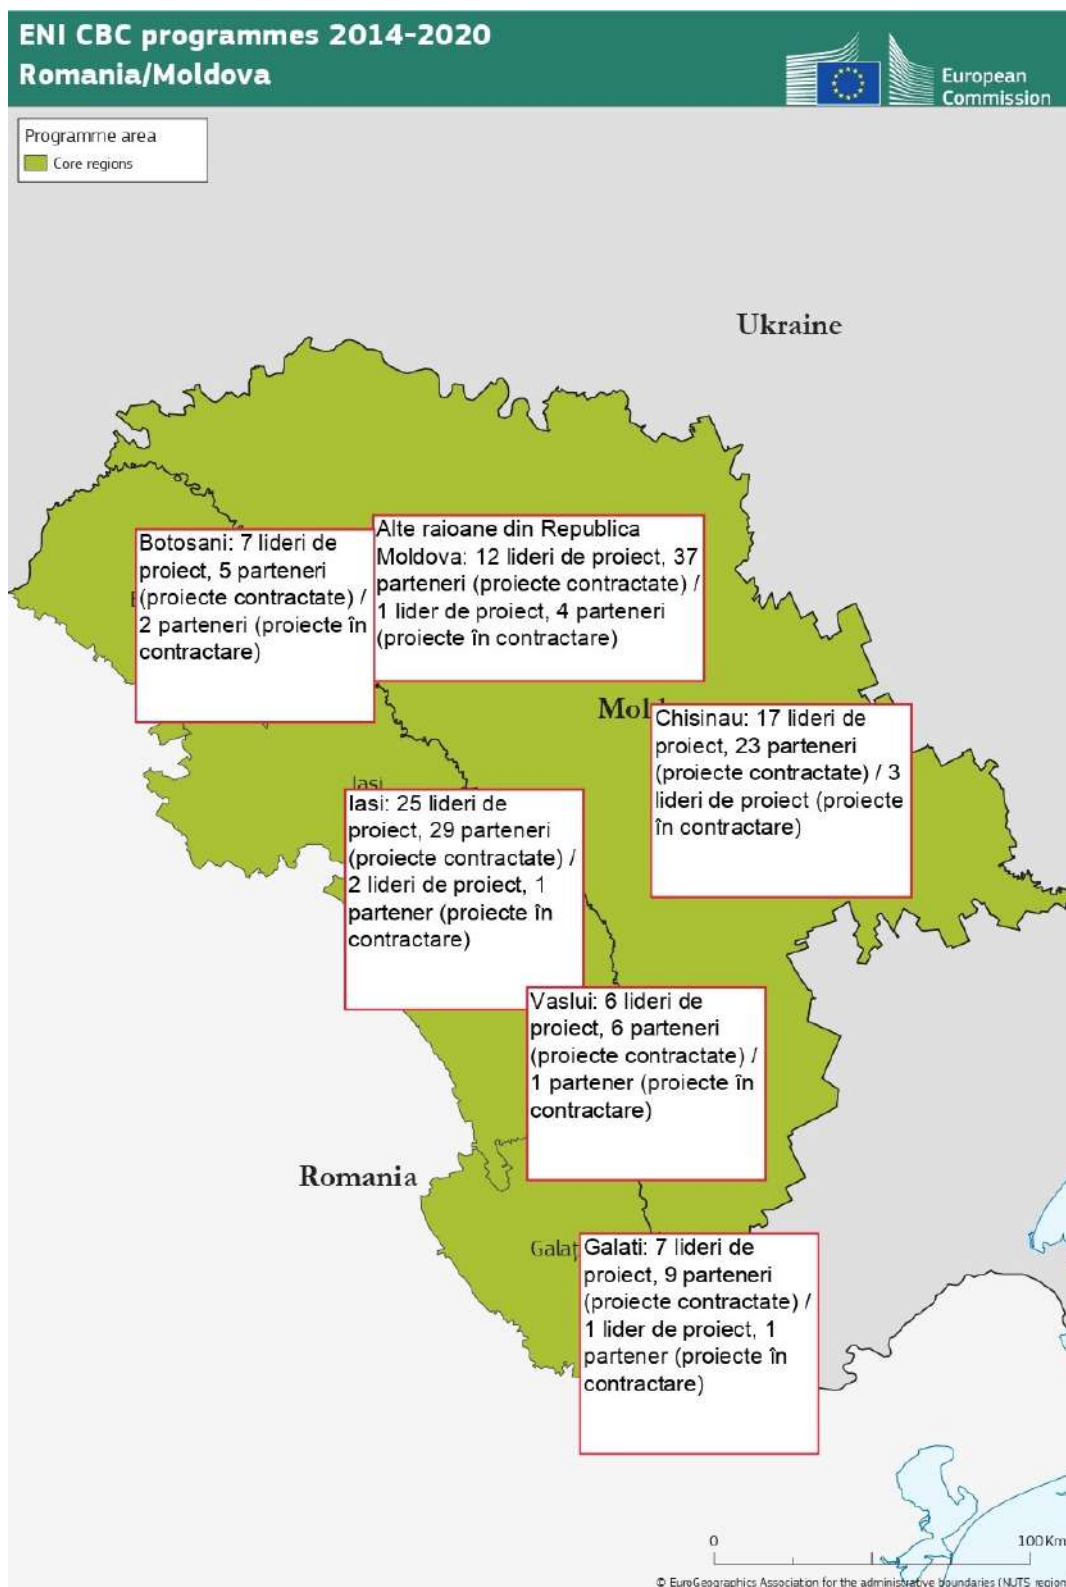 ENI CBC programmes 2014-2020
Romania/Moldova
European
Commission
Programme area
Core regions
Ukraine
Botosani: 7 lideri de
proiect, 5 parteneri
(proiecte contractate) /
2 parteneri (proiecte în
contractare)
Alte raioane din Republica
Moldova: 12 lideri de proiect, 37
parteneri (proiecte contractate) /
1 lider de proiect, 4 parteneri
(proiecte în contractare)
Chisinau: 17 lideri de
proiect, 23 parteneri
(proiecte contractate) / 3
lideri de proiect (proiecte
în contractare)
Iasi: 25 lideri de
proiect, 29 parteneri
(proiecte contractate) /
2 lideri de proiect, 1
partener (proiecte în
contractare)
Vaslui: 6 lideri de
proiect, 6 parteneri
(proiecte contractate) /
1 partener (proiecte în
contractare)
Romania
Galati: 7 lideri de
proiect, 9 parteneri
(proiecte contractate) /
1 lider de proiect, 1
partener (proiecte în
contractare)
0 100 Km
© EuroGeographics Association for the administrative boundaries (NUTS region